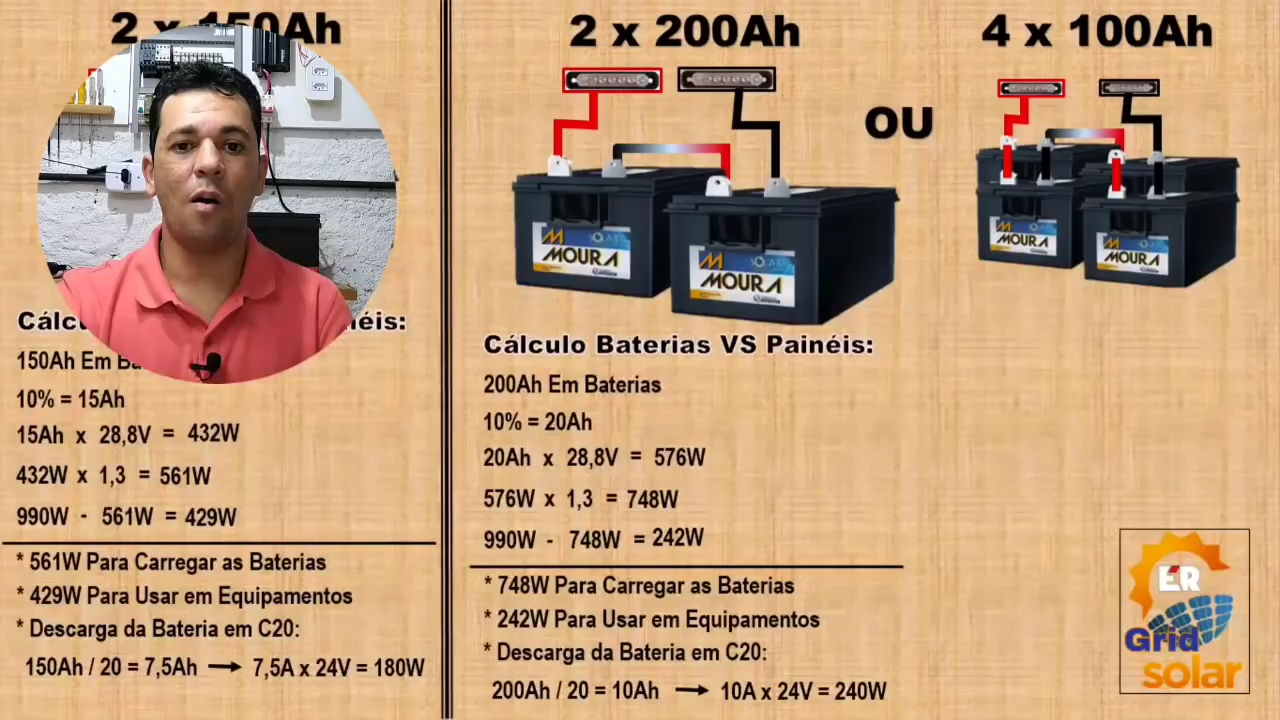 2 x 150Ah
150Ah Em
10% = 15Ah
15Ah x 28,8V = 432W
432W x 1,3 = 561W
990W - 561W = 429W
* 561W Para Carregar as Baterias
* 429W Para Usar em Equipamentos
* Descarga da Bateria em C20:
150Ah / 20 = 7,5Ah → 7,5A x 24V = 180W
2 x 200Ah
MOURA
MOURA
Cálculo Baterias VS Painéis:
200Ah Em Baterias
10% = 20Ah
20Ah x 28,8V = 576W
576W x 1,3 = 748W
990W - 748W = 242W
* 748W Para Carregar as Baterias
* 242W Para Usar em Equipamentos
* Descarga da Bateria em C20:
200Ah / 20 = 10Ah → 10A x 24V = 240W
OU
4 x 100Ah
MOURA
MOURA
ÉR
Grid
solar